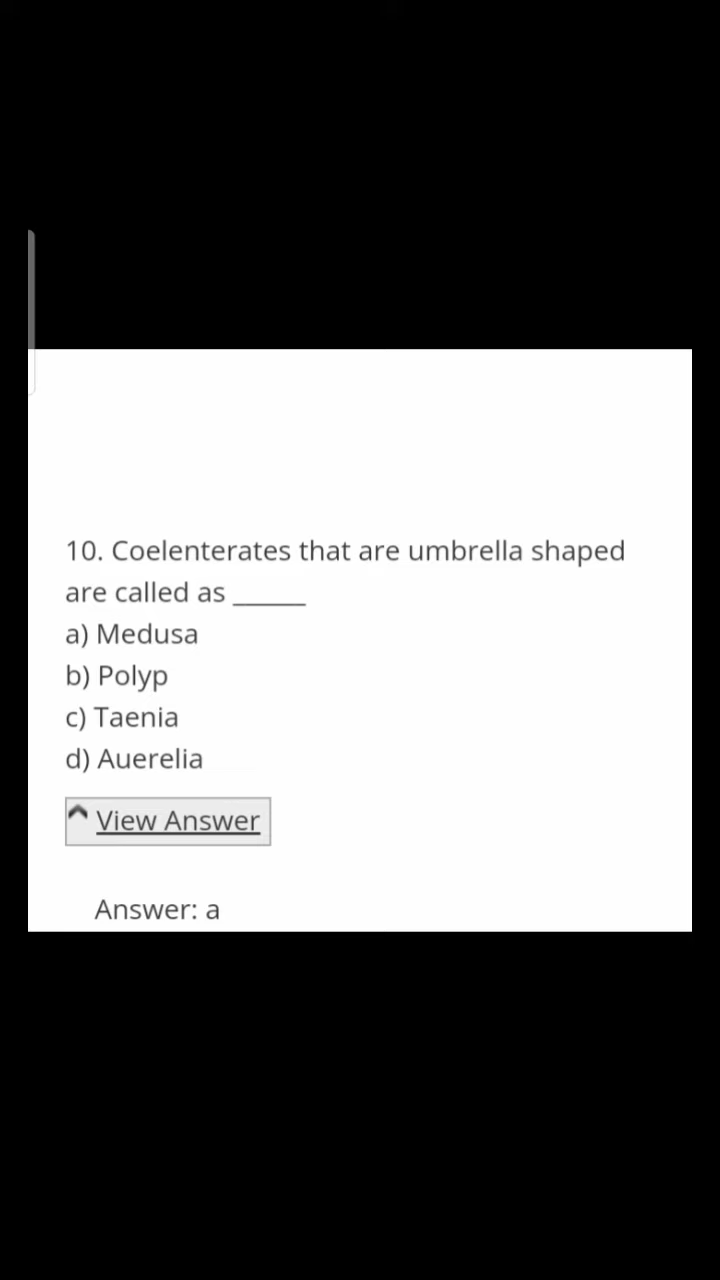 10. Coelenterates that are umbrella shaped
are called as ______
a) Medusa
b) Polyp
c) Taenia
d) Auerelia
View Answer
Answer: a